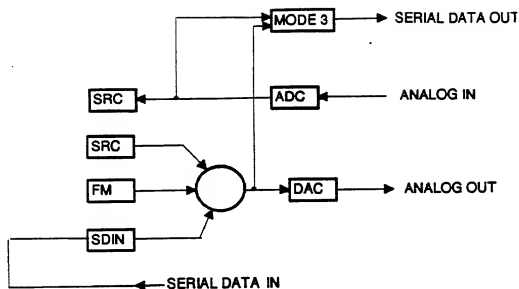 MODE 3 SERIAL DATA OUT
SRC ADC ANALOG IN
SRC
FM DAC ANALOG OUT
SDIN
SERIAL DATA IN